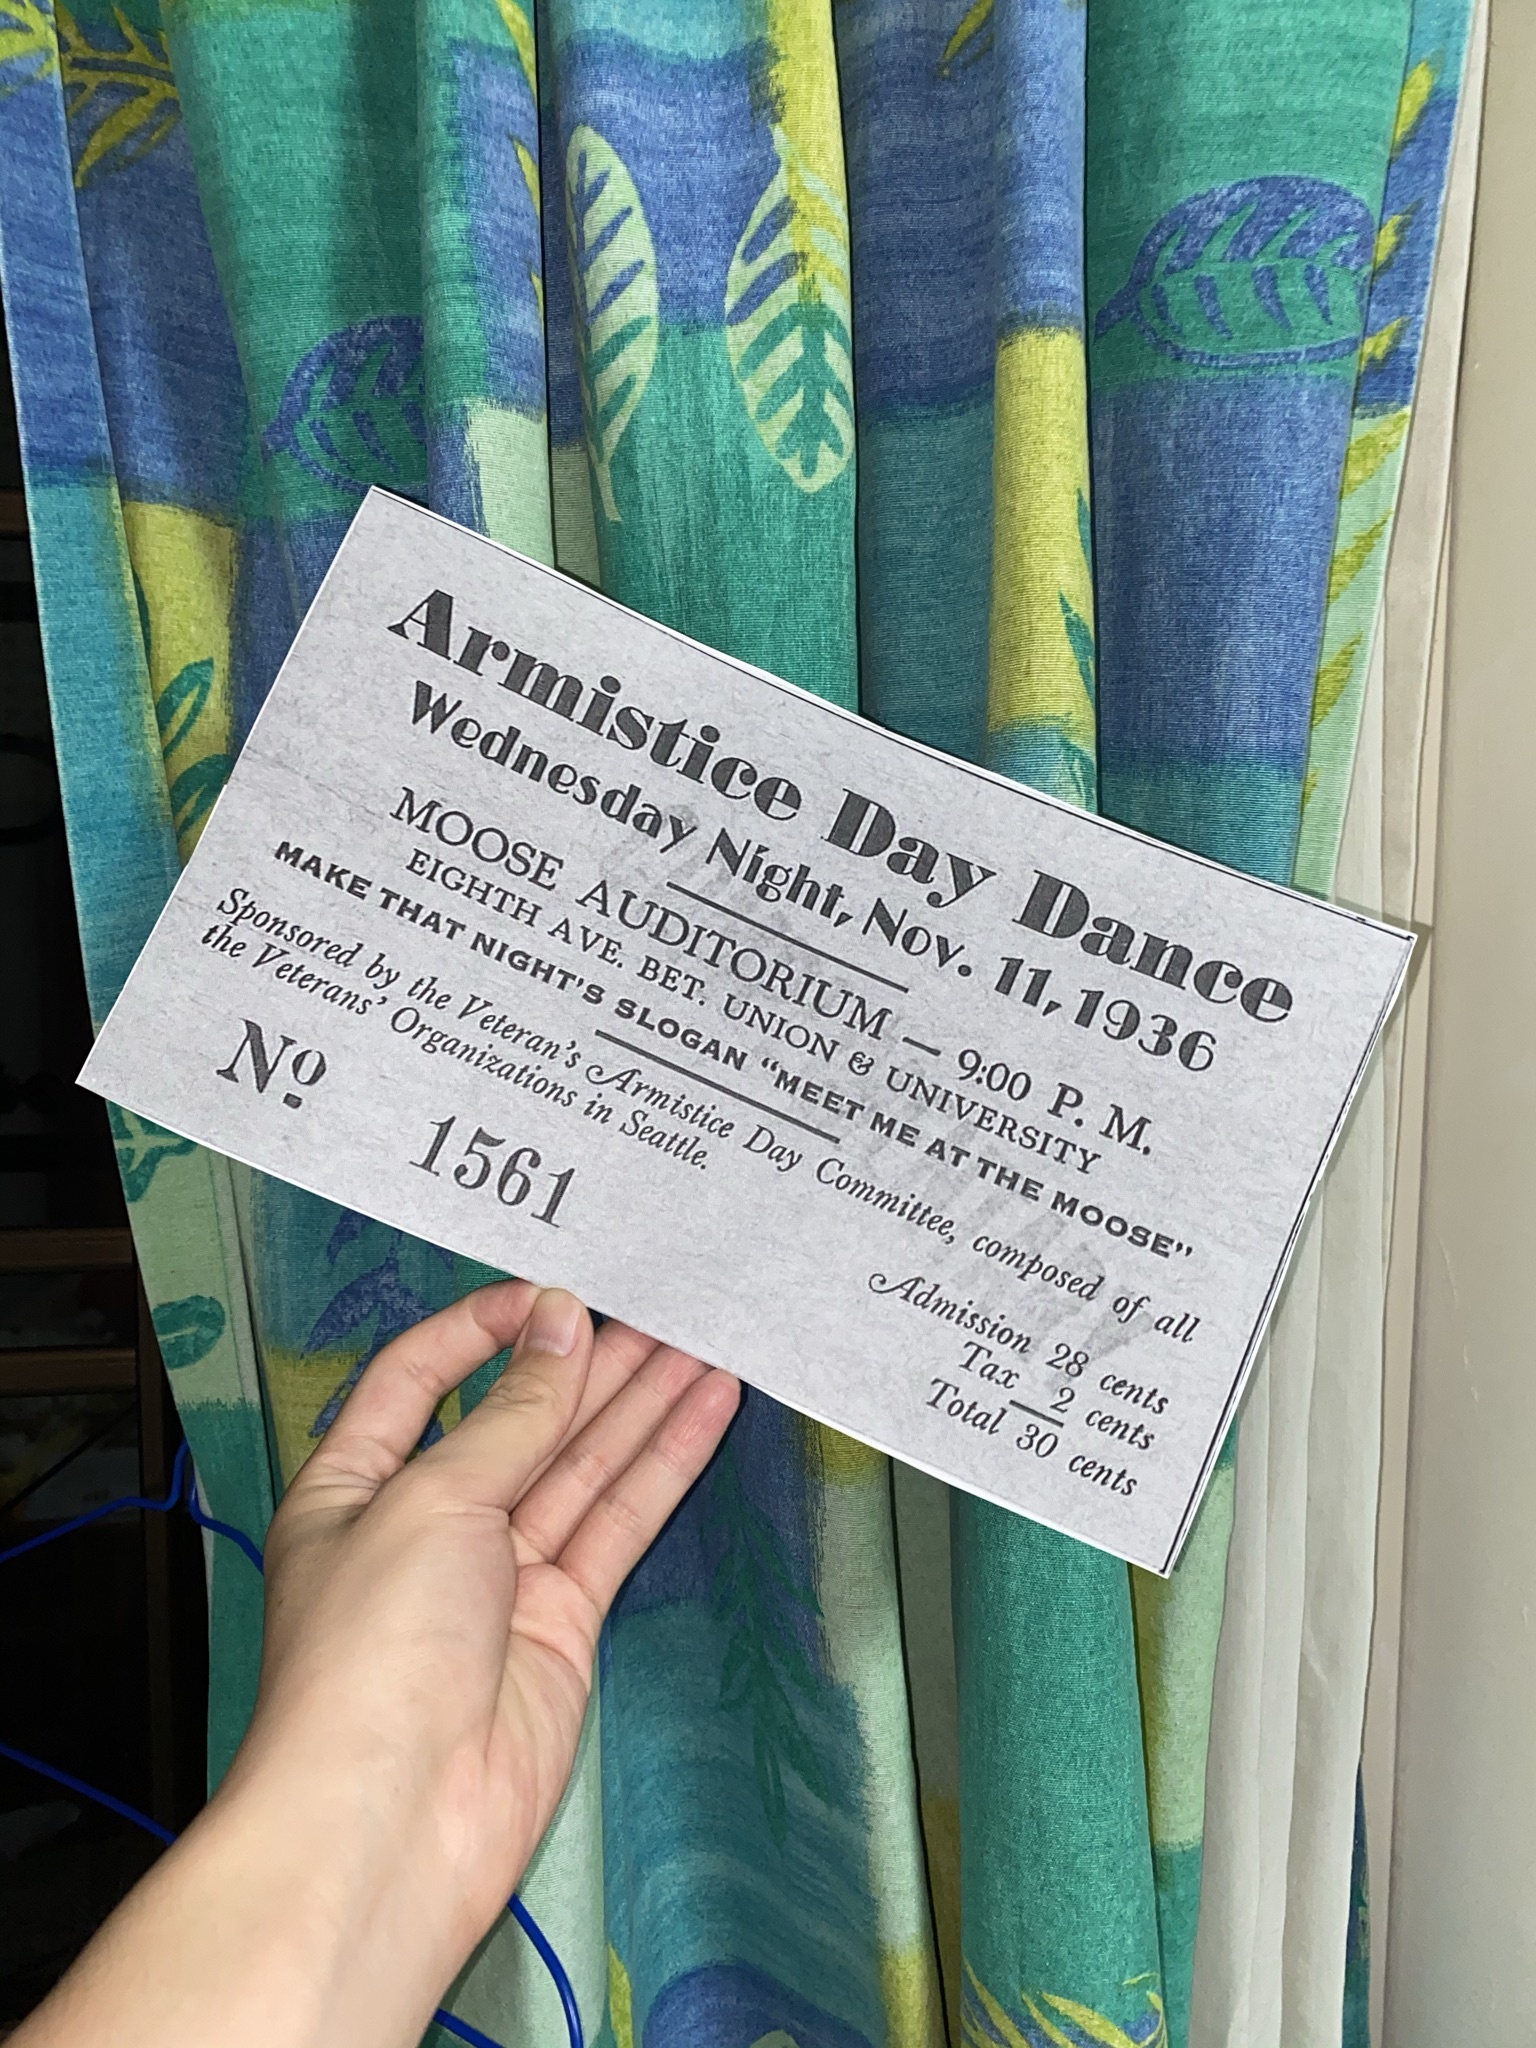 Armistice Day Dance
Wednesday Night, Nov. 11, 1936
MOOSE AUDITORIUM — 9:00 P. M.
EIGHTH AVE. BET. UNION & UNIVERSITY
MAKE THAT NIGHT'S SLOGAN "MEET ME AT THE MOOSE"
Sponsored by the Veteran's Armistice Day Committee, composed of all
the Veterans' Organizations in Seattle.
Nº 1561
Admission 28 cents
Tax 2 cents
Total 30 cents